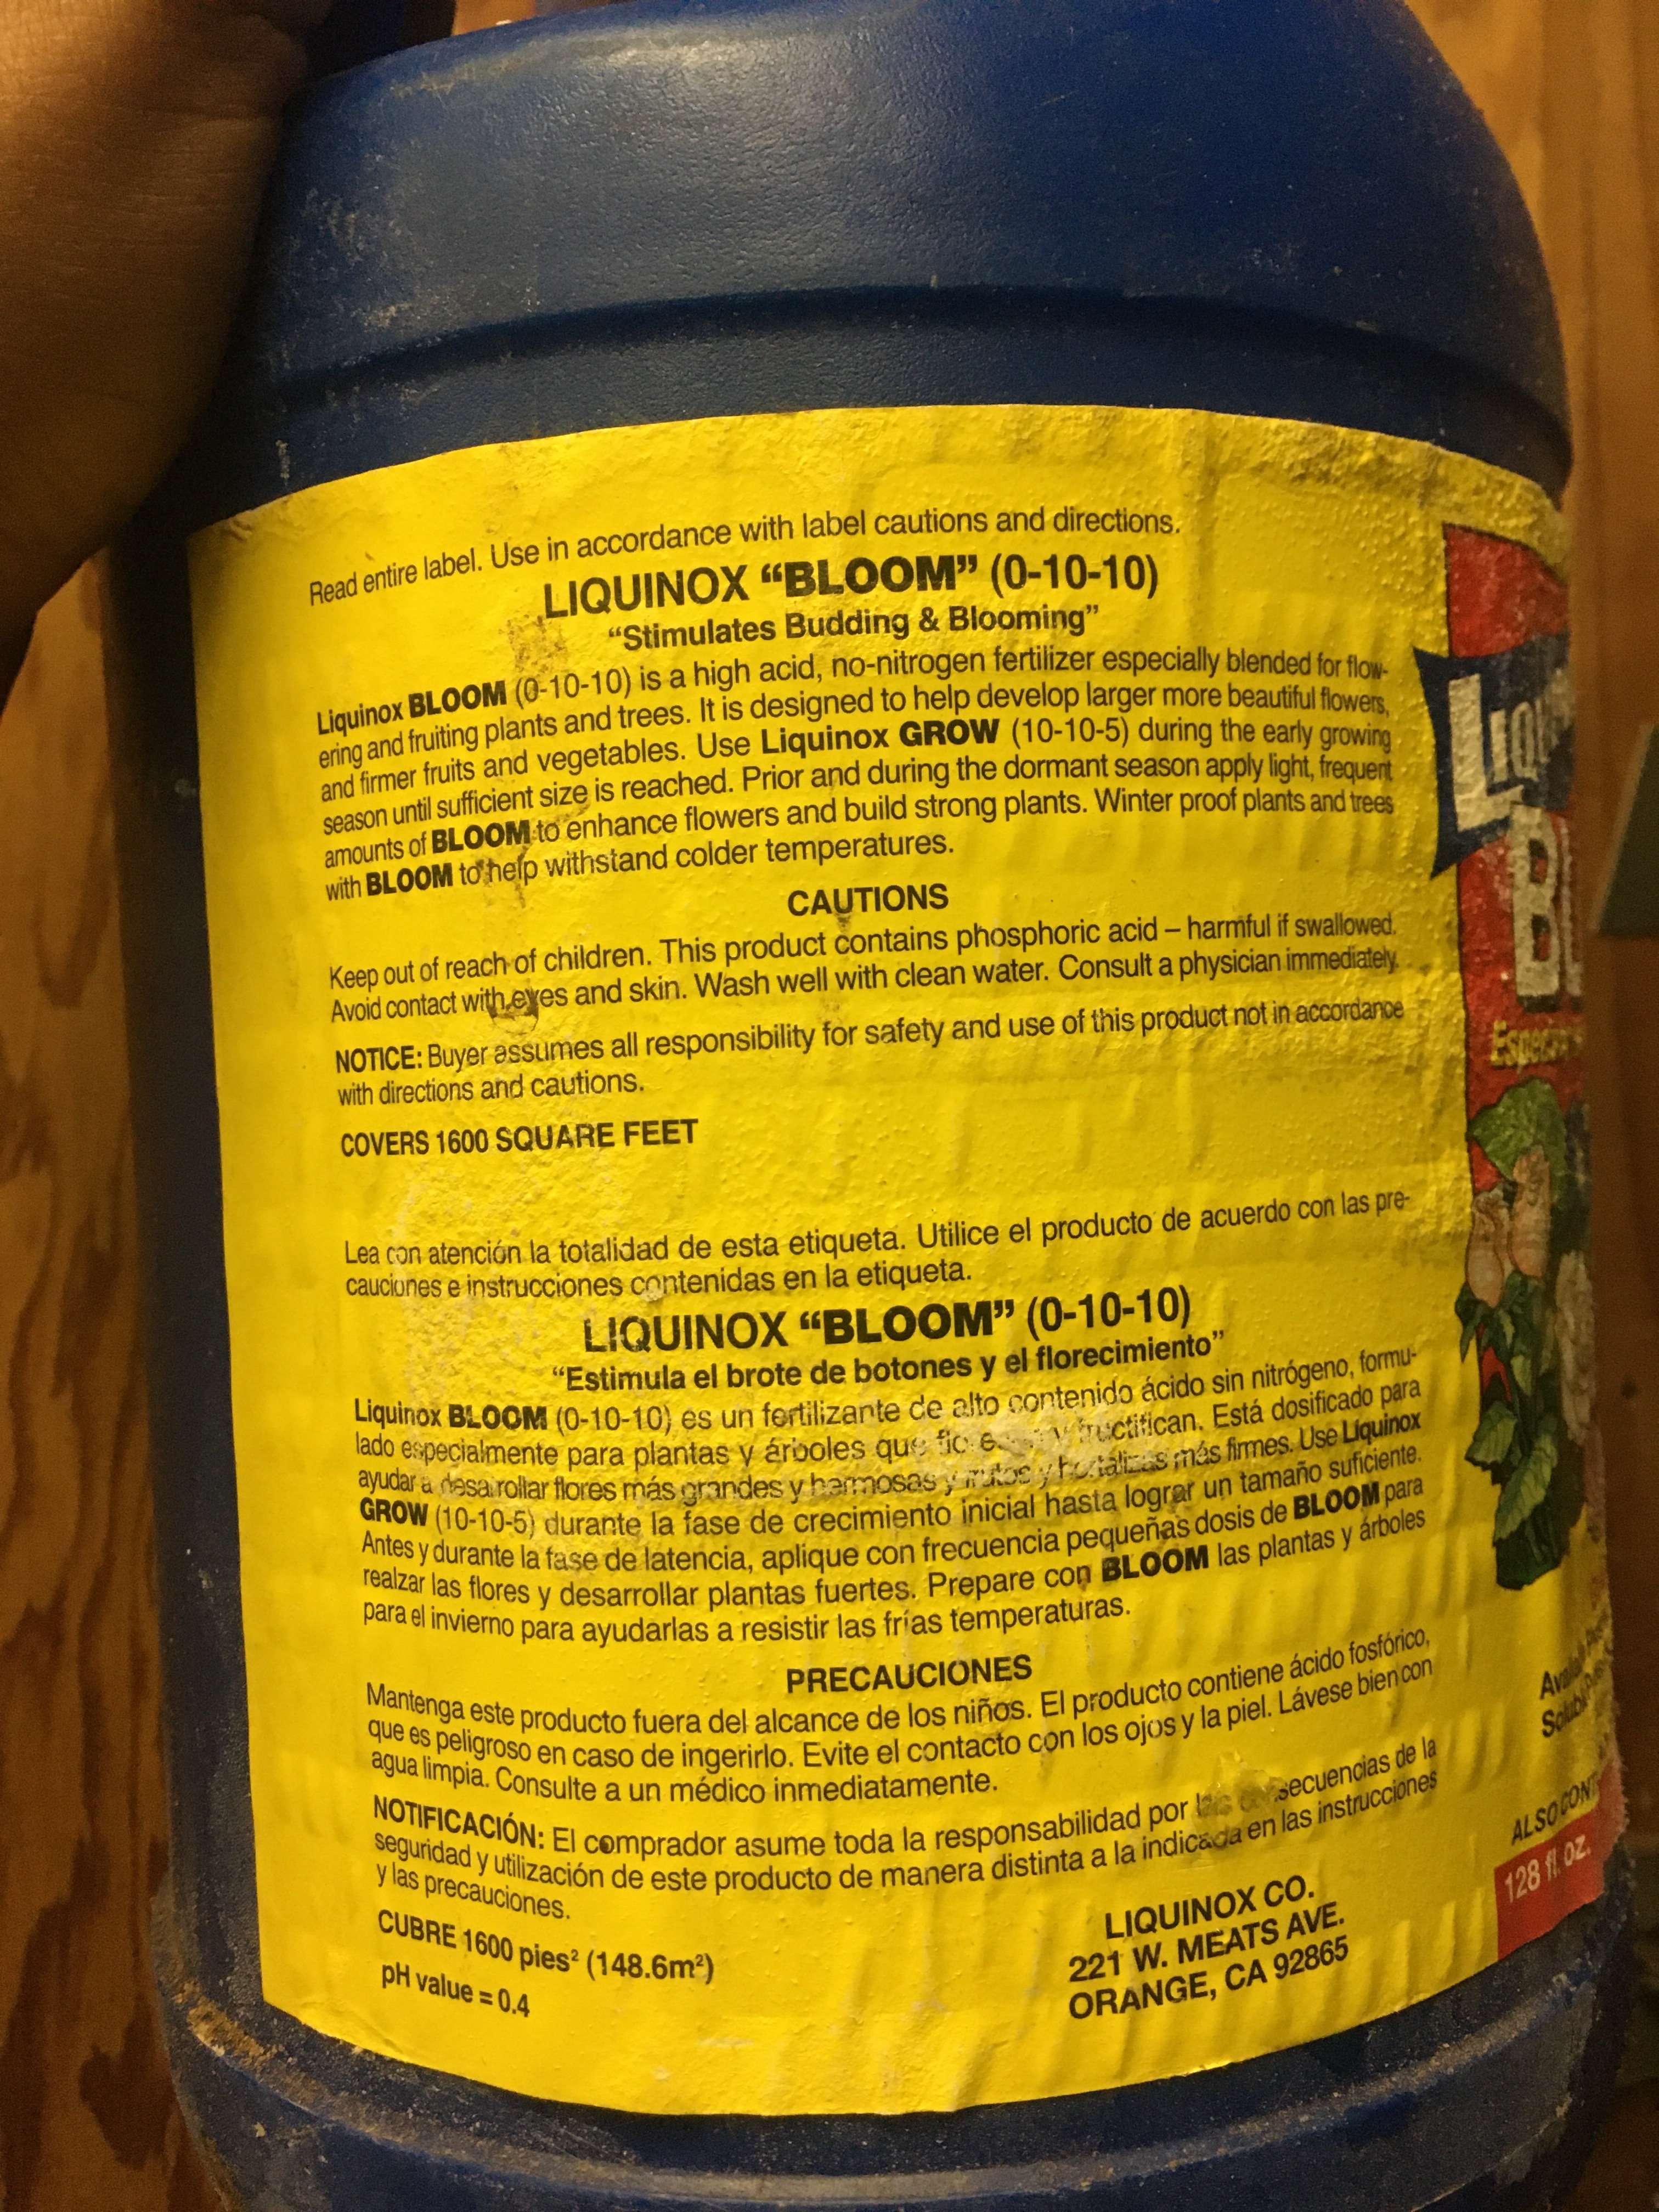 Read entire label. Use in accordance with label cautions and directions.
LIQUINOX “BLOOM” (0-10-10)
“Stimulates Budding & Blooming”
Liquinox BLOOM (0-10-10) is a high acid, no-nitrogen fertilizer especially blended for flow-
ering and fruiting plants and trees. It is designed to help develop larger more beautiful flowers,
and firmer fruits and vegetables. Use Liquinox GROW (10-10-5) during the early growing
season until sufficient size is reached. Prior and during the dormant season apply light, frequent
amounts of BLOOM to enhance flowers and build strong plants. Winter proof plants and trees
with BLOOM to help withstand colder temperatures.
CAUTIONS
Keep out of reach of children. This product contains phosphoric acid – harmful if swallowed.
Avoid contact with eyes and skin. Wash well with clean water. Consult a physician immediately.
NOTICE: Buyer assumes all responsibility for safety and use of this product not in accordance
with directions and cautions.
COVERS 1600 SQUARE FEET
Lea con atención la totalidad de esta etiqueta. Utilice el producto de acuerdo con las pre-
cauciones e instrucciones contenidas en la etiqueta.
LIQUINOX “BLOOM” (0-10-10)
“Estimula el brote de botones y el florecimiento”
Liquinox BLOOM (0-10-10) es un fertilizante de alto contenido ácido sin nitrógeno, formu-
lado especialmente para plantas y árboles que y fructifican. Está dosificado para
ayudar a desarrollar flores más grandes y hermosas y frutos y hortalizas más firmes. Use Liquinox
GROW (10-10-5) durante la fase de crecimiento inicial hasta lograr un tamaño suficiente.
Antes y durante la fase de latencia, aplique con frecuencia pequeñas dosis de BLOOM para
realzar las flores y desarrollar plantas fuertes. Prepare con BLOOM las plantas y árboles
para el invierno para ayudarlas a resistir las frías temperaturas.
PRECAUCIONES
Mantenga este producto fuera del alcance de los niños. El producto contiene ácido fosfórico,
que es peligroso en caso de ingerirlo. Evite el contacto con los ojos y la piel. Lávese bien con
agua limpia. Consulte a un médico inmediatamente.
NOTIFICACIÓN: El comprador asume toda la responsabilidad por las consecuencias de la
seguridad y utilización de este producto de manera distinta a la indicada en las instrucciones
y las precauciones.
CUBRE 1600 pies² (148.6m²)
pH value = 0.4
LIQUINOX CO.
221 W. MEATS AVE.
ORANGE, CA 92865
ALSO
128 fl. oz.